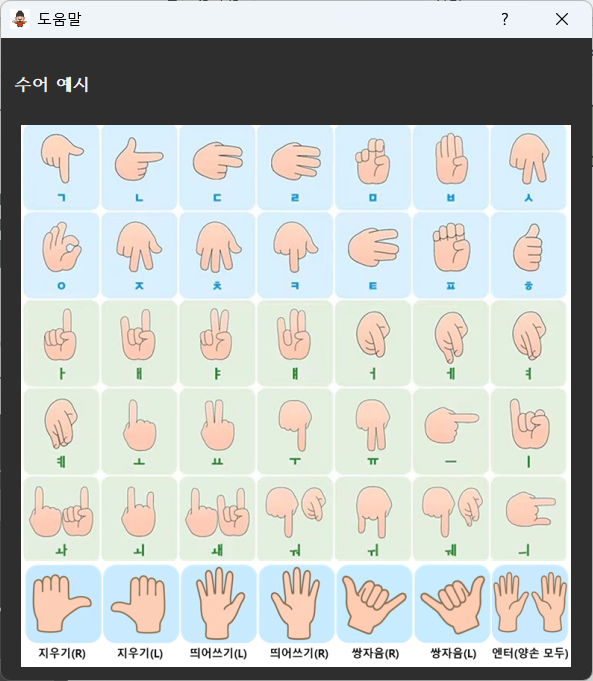 도움말
수어 예시
ㄱ ㄴ ㄷ ㄹ ㅁ ㅂ ㅅ
ㅇ ㅈ ㅊ ㅋ ㅌ ㅍ ㅎ
ㅏ ㅐ ㅑ ㅒ ㅓ ㅔ ㅕ
ㅖ ㅗ ㅛ ㅜ ㅠ ㅡ ㅣ
ㅘ ㅚ ㅙ ㅝ ㅟ ㅞ ㅢ
지우기(R) 지우기(L) 띄어쓰기(L) 띄어쓰기(R) 쌍자음(R) 쌍자음(L) 엔터(양손 모두)